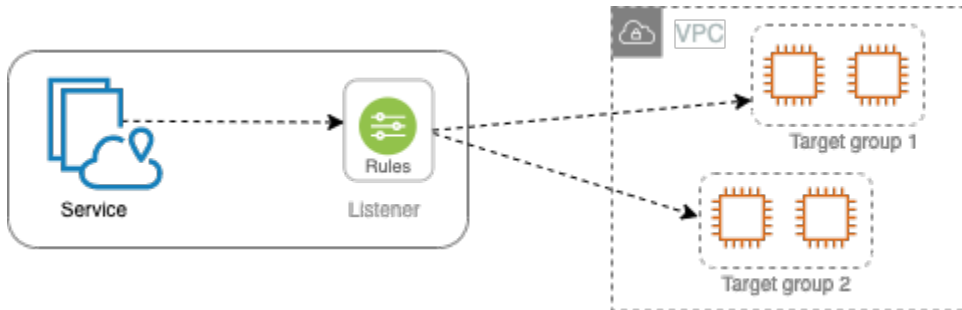 VPC
Target group 1
Rules
Service
Listener
Target group 2